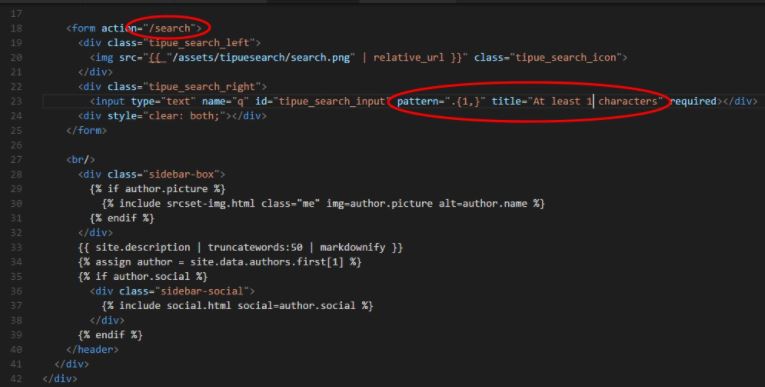 17
18 <form action="/search">
19 <div class="tipue_search_left">
20 <img src="{{ "/assets/tipuesearch/search.png" | relative_url }}" class="tipue_search_icon">
21 </div>
22 <div class="tipue_search_right">
23 <input type="text" name="q" id="tipue_search_input" pattern=".{1,}" title="At least 1 characters" required></div>
24 <div style="clear: both;"></div>
25 </form>
26
27 <br/>
28 <div class="sidebar-box">
29 {% if author.picture %}
30 {% include srcset-img.html class="me" img=author.picture alt=author.name %}
31 {% endif %}
32 </div>
33 {{ site.description | truncatewords:50 | markdownify }}
34 {% assign author = site.data.authors.first[1] %}
35 {% if author.social %}
36 <div class="sidebar-social">
37 {% include social.html social=author.social %}
38 </div>
39 {% endif %}
40 </header>
41 </div>
42 </div>